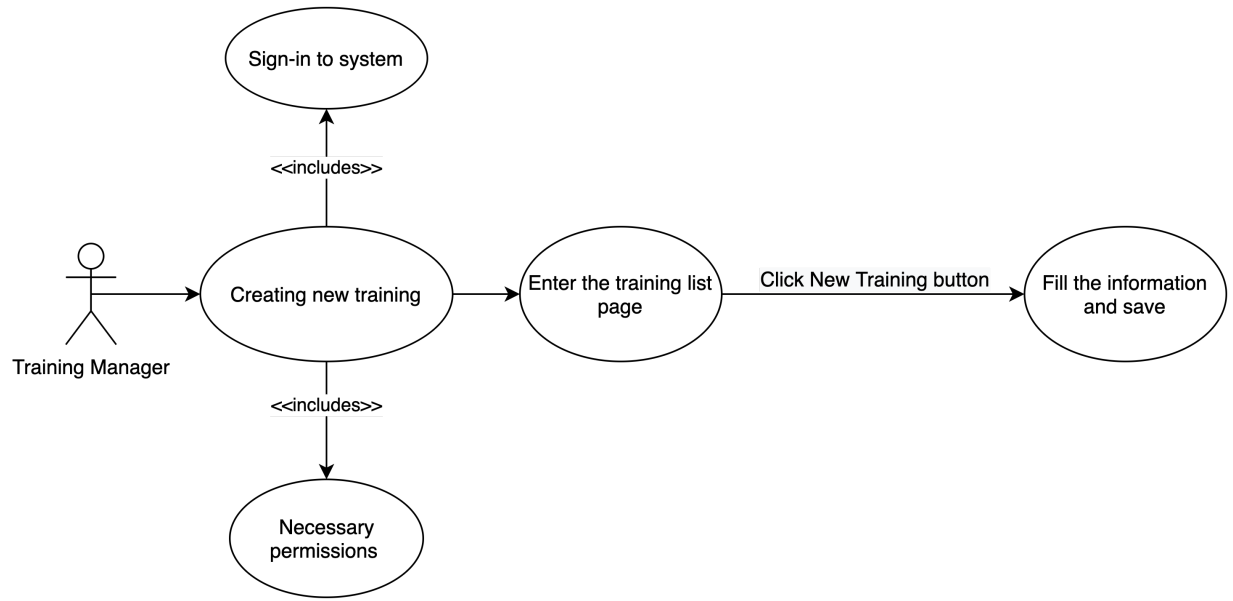 Sign-in to system
<<includes>>
Training Manager
Creating new training
Enter the training list
page
Click New Training button
Fill the information
and save
<<includes>>
Necessary
permissions